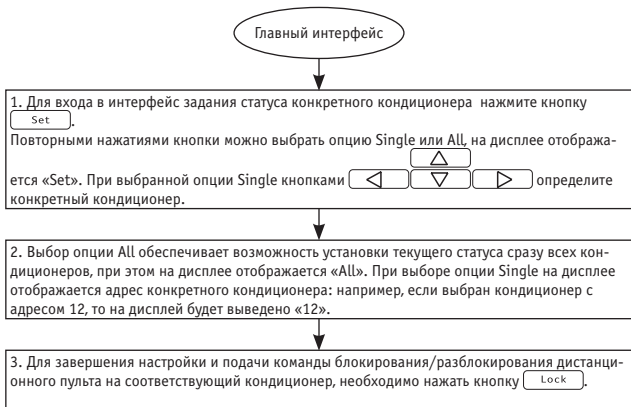 Главный интерфейс
1. Для входа в интерфейс задания статуса конкретного кондиционера нажмите кнопку
Set .
Повторными нажатиями кнопки можно выбрать опцию Single или All, на дисплее отобража-
ется «Set». При выбранной опции Single кнопками определите
конкретный кондиционер.
2. Выбор опции All обеспечивает возможность установки текущего статуса сразу всех кон-
диционеров, при этом на дисплее отображается «All». При выборе опции Single на дисплее
отображается адрес конкретного кондиционера: например, если выбран кондиционер с
адресом 12, то на дисплей будет выведено «12».
3. Для завершения настройки и подачи команды блокирования/разблокирования дистанци-
онного пульта на соответствующий кондиционер, необходимо нажать кнопку Lock .